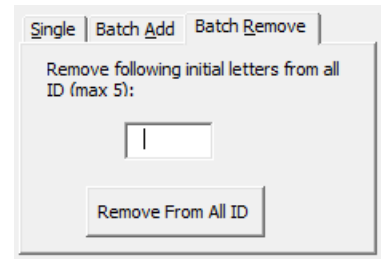 Single Batch Add Batch Remove
Remove following initial letters from all
ID (max 5):
Remove From All ID